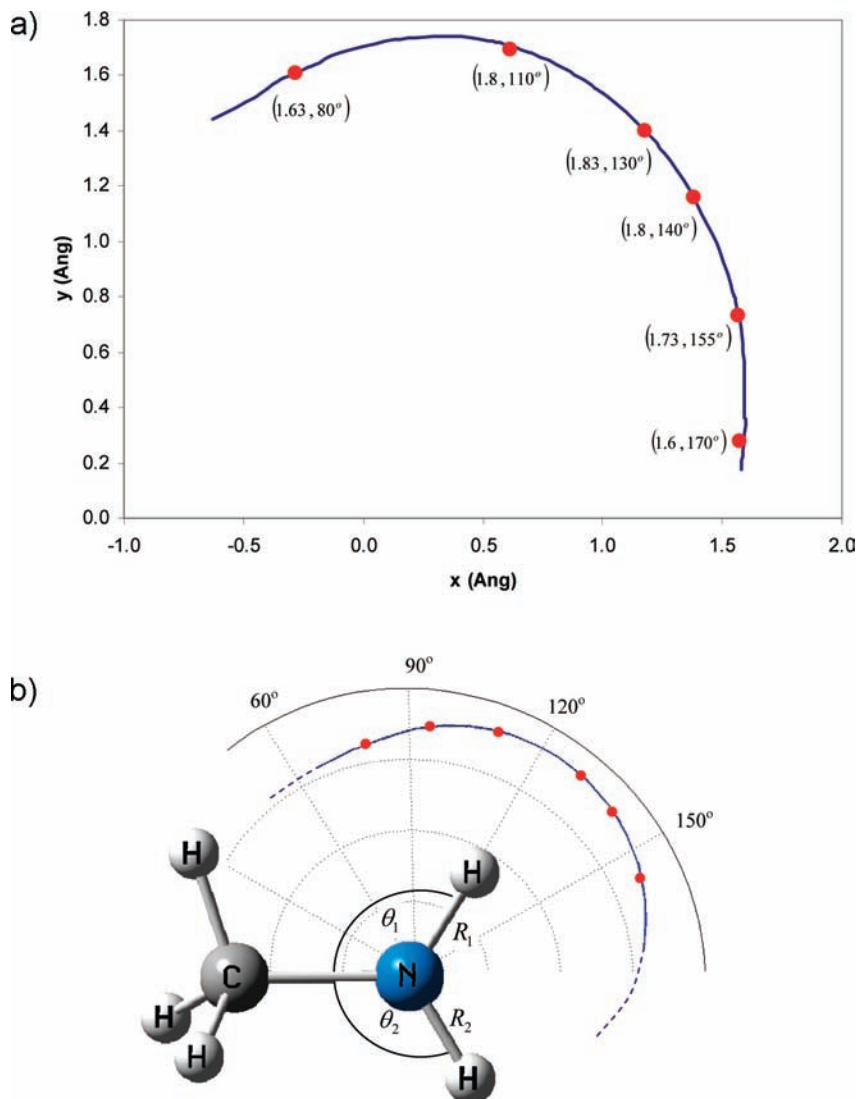 a)
1.8
1.6
1.4
1.2
1.0
0.8
0.6
0.4
0.2
0.0
y (Ang)
(1.63 , 80°)
(1.8 , 110°)
(1.83 , 130°)
(1.8 , 140°)
(1.73 , 155°)
(1.6 , 170°)
-1.0 -0.5 0.0 0.5 1.0 1.5 2.0
x (Ang)
b)
60° 90° 120° 150°
H
H
θ₁
R₁
C
N
θ₂
R₂
H
H
H